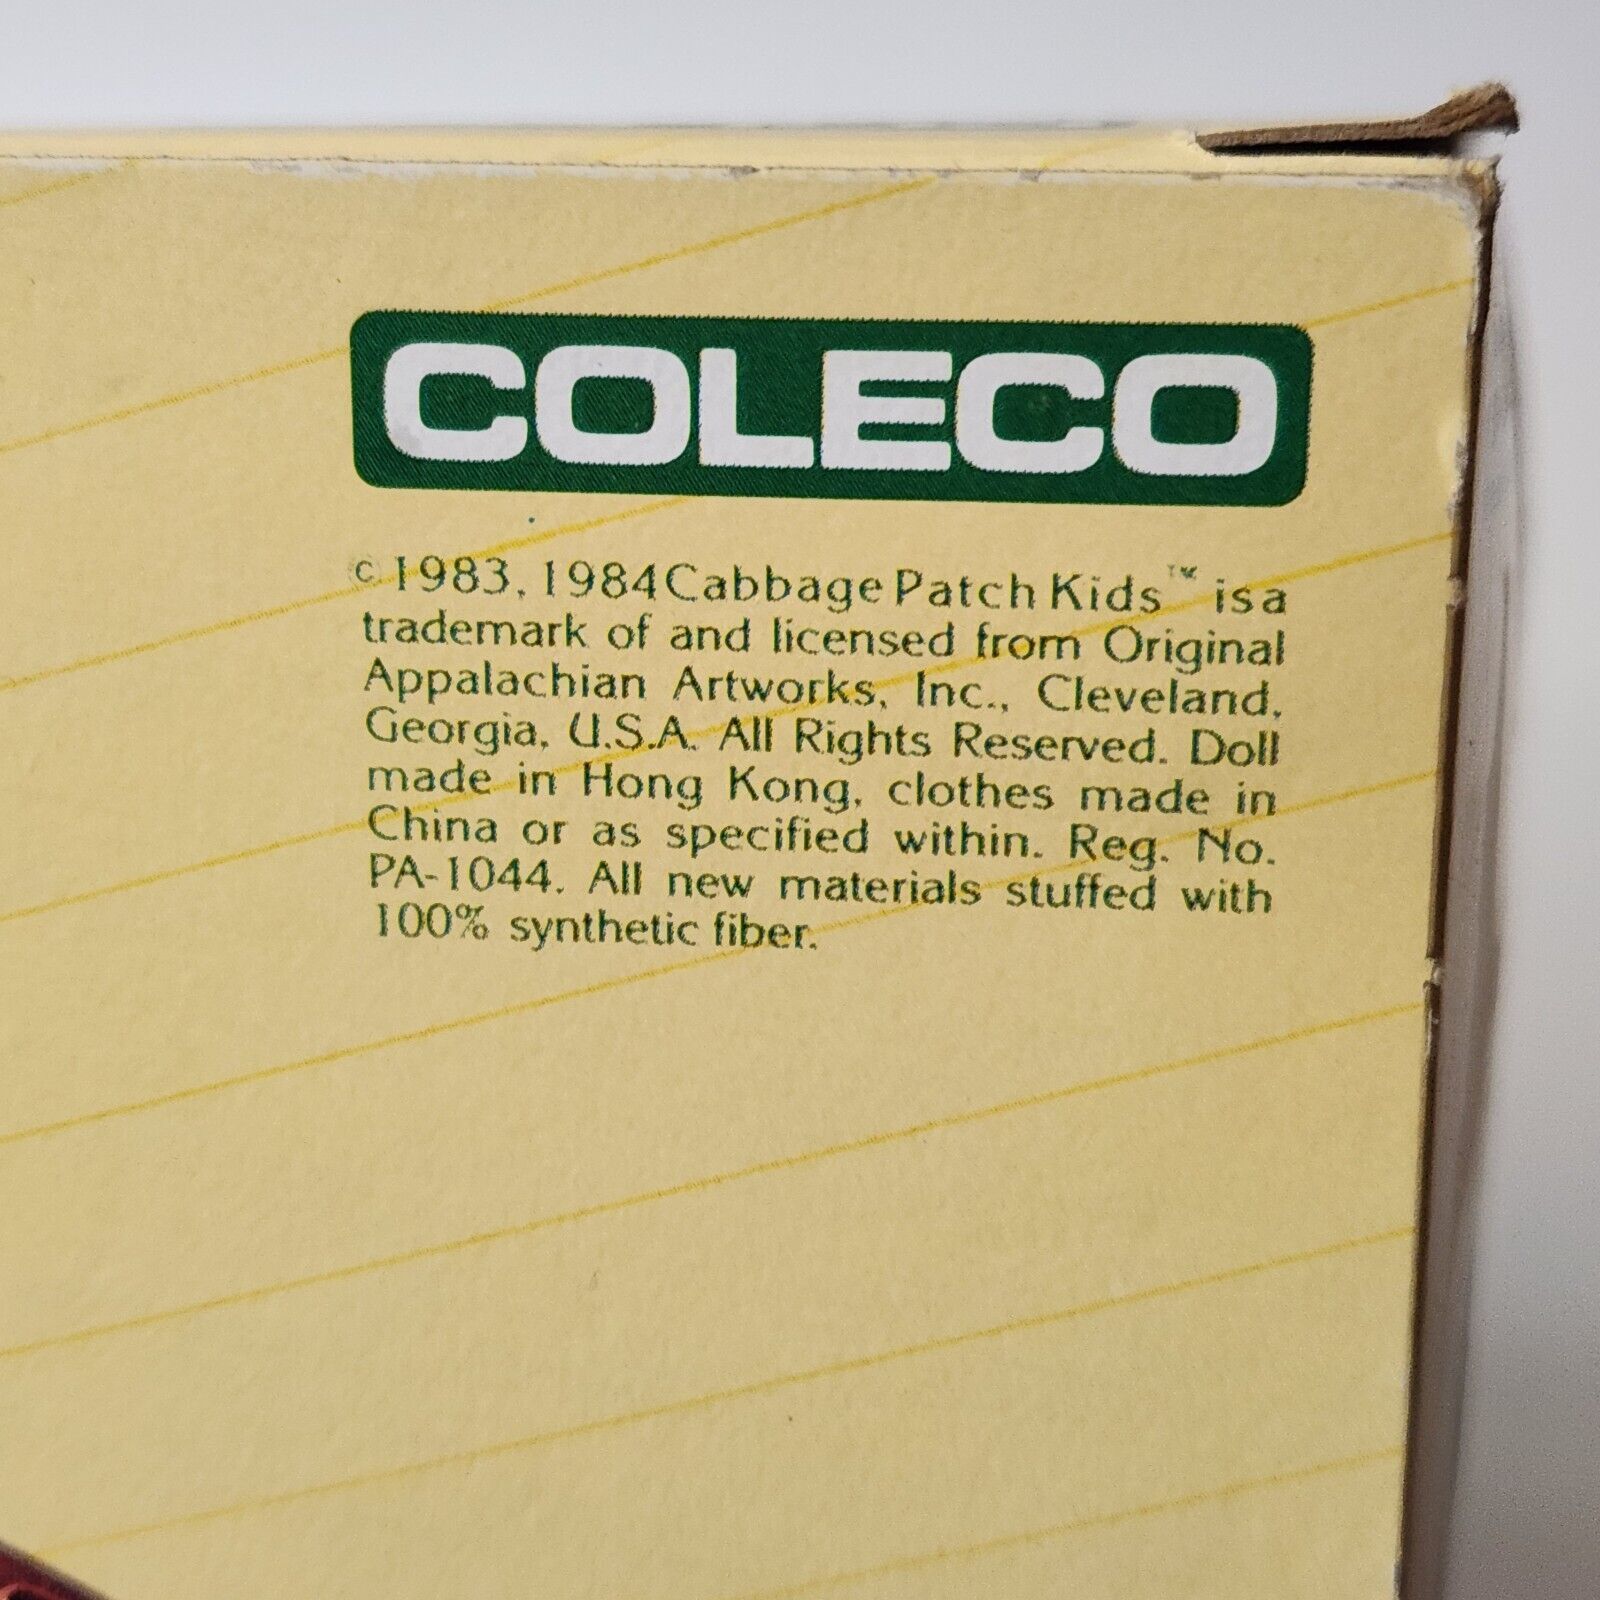 COLECO
© 1983, 1984 Cabbage Patch Kids™ is a
trademark of and licensed from Original
Appalachian Artworks, Inc., Cleveland,
Georgia, U.S.A. All Rights Reserved. Doll
made in Hong Kong, clothes made in
China or as specified within. Reg. No.
PA-1044. All new materials stuffed with
100% synthetic fiber.